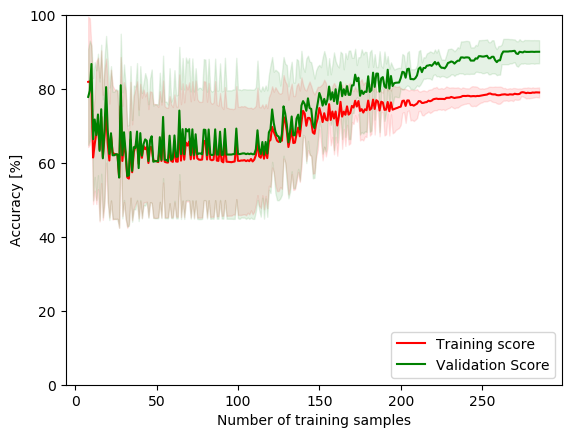 100
80
60
40
20
0
Accuracy [%]
0 50 100 150 200 250
Number of training samples
Training score
Validation Score